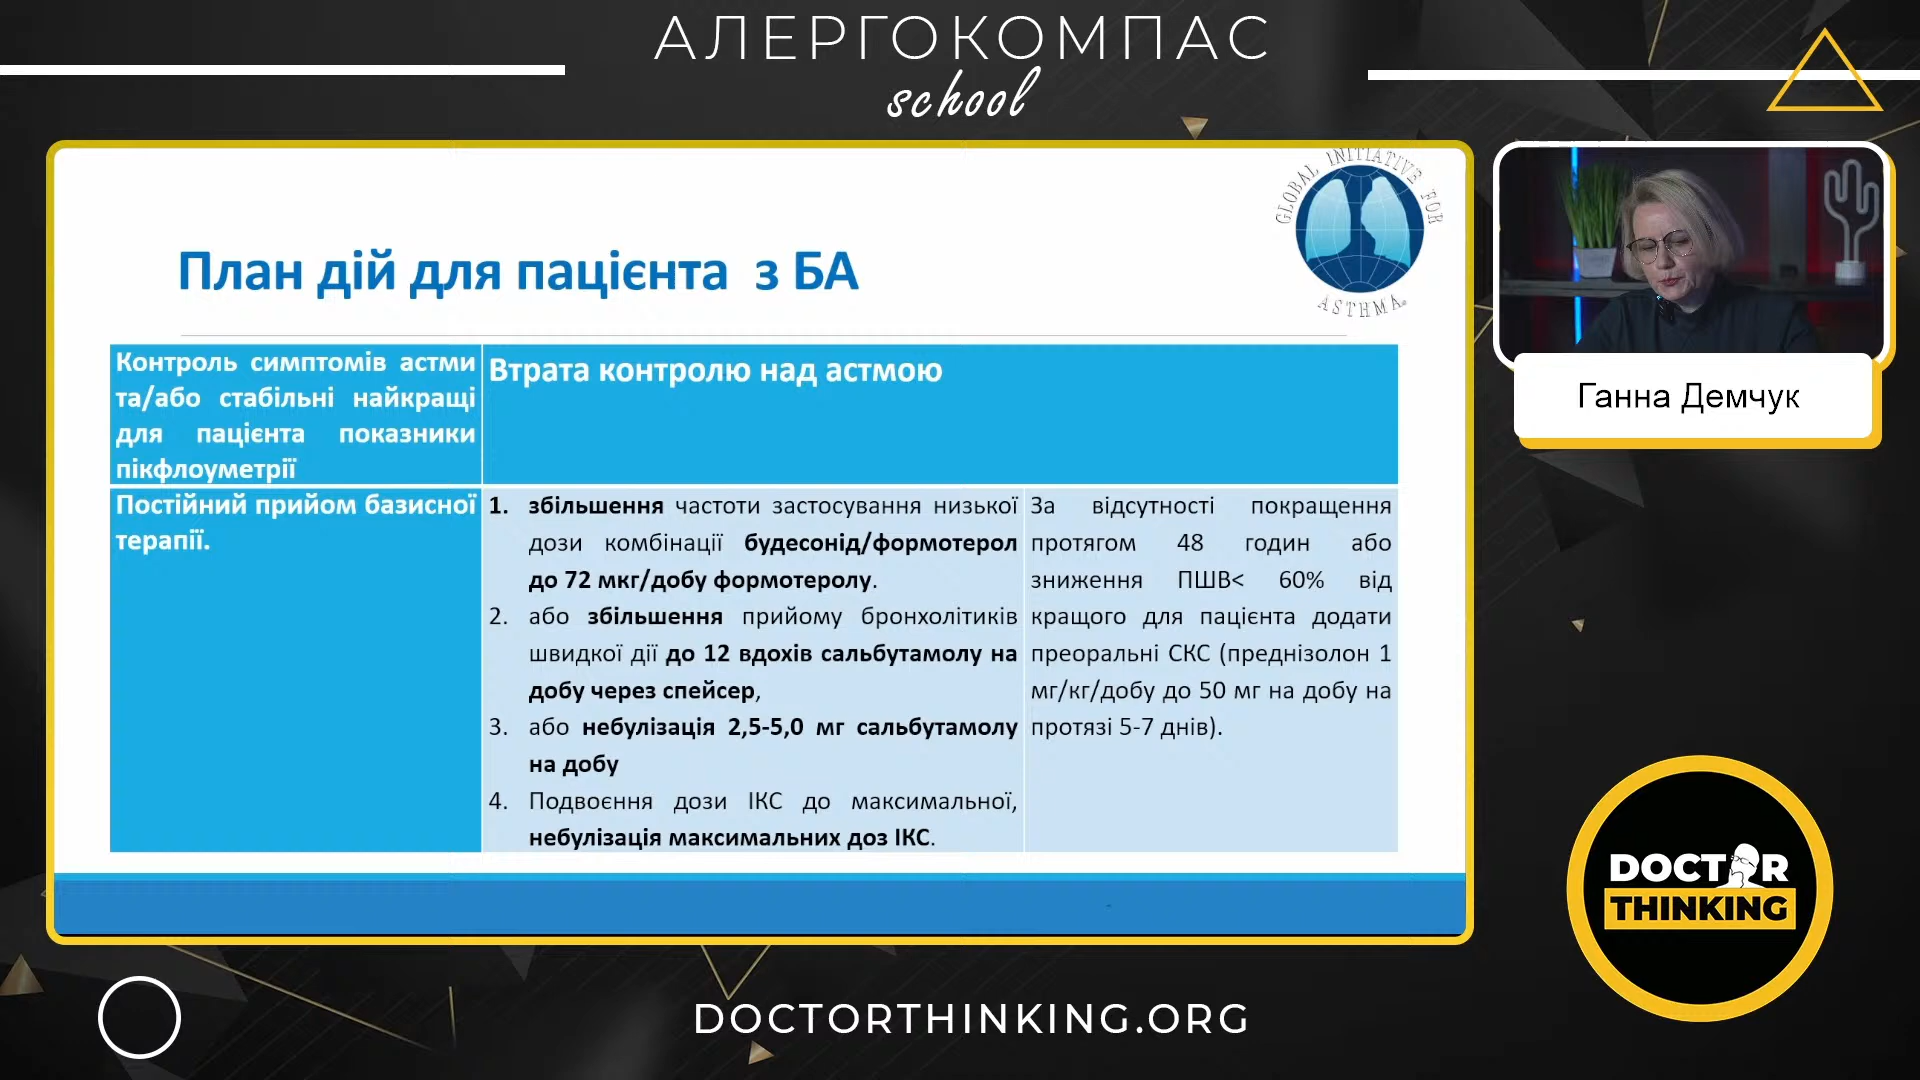 АЛЕРГОКОМПАС
school
GLOBAL INITIATIVE FOR
ASTHMA
План дій для пацієнта з БА
Контроль симптомів астми
та/або стабільні найкращі
для пацієнта показники
пікфлоуметрії
Втрата контролю над астмою
Постійний прийом базисної
терапії.
1. збільшення частоти застосування низької
дози комбінації будесонід/формотерол
до 72 мкг/добу формотеролу.
2. або збільшення прийому бронхолітиків
швидкої дії до 12 вдохів сальбутамолу на
добу через спейсер,
3. або небулізація 2,5-5,0 мг сальбутамолу
на добу
4. Подвоєння дози ІКС до максимальної,
небулізація максимальних доз ІКС.
За відсутності покращення
протягом 48 годин або
зниження ПШВ< 60% від
кращого для пацієнта додати
преоральні СКС (преднізолон 1
мг/кг/добу до 50 мг на добу на
протязі 5-7 днів).
Ганна Демчук
DOCTOR
THINKING
DOCTORTHINKING.ORG